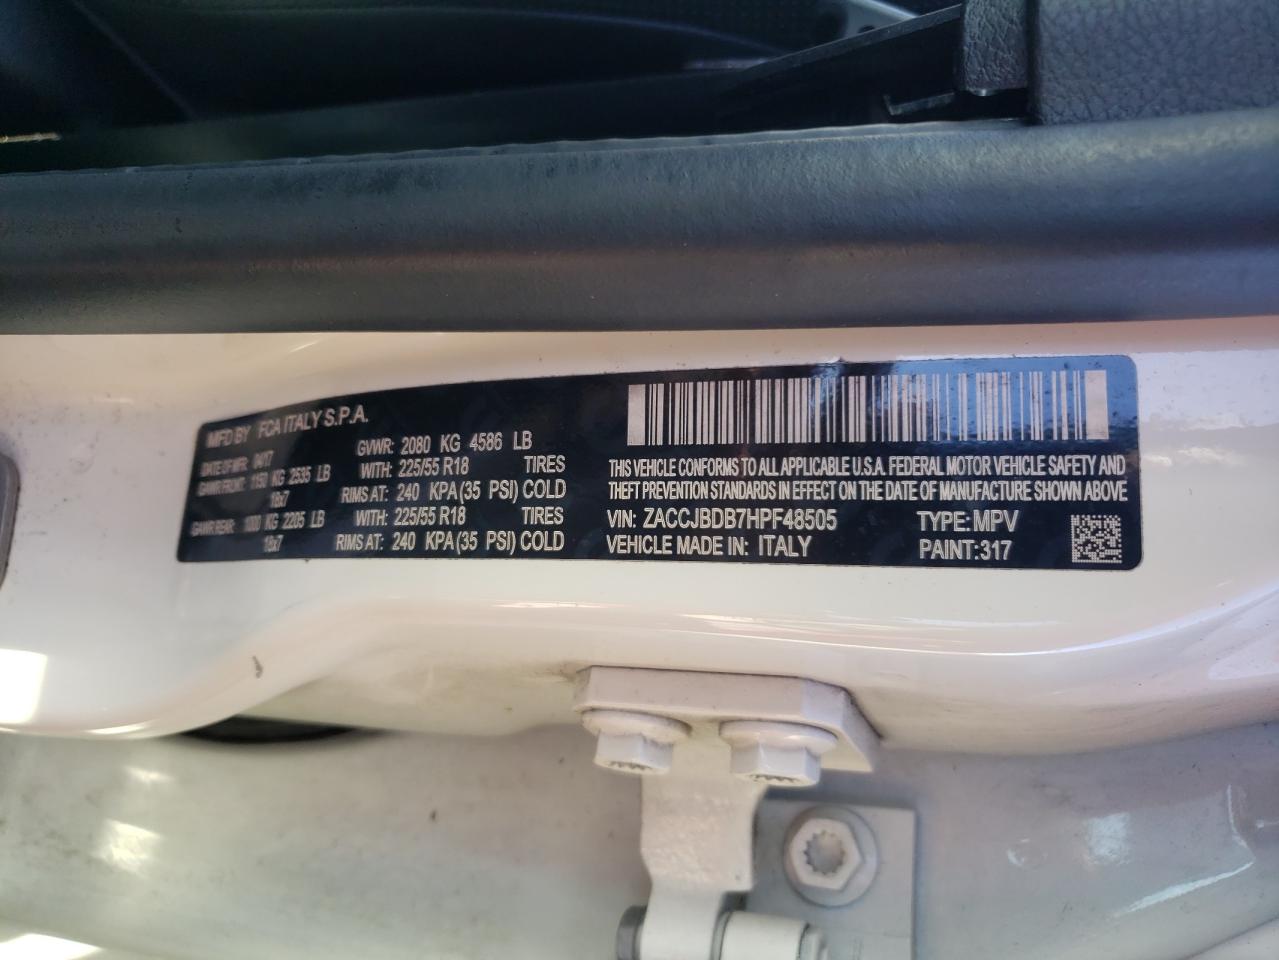 MFD BY FCA ITALY S.P.A.
DATE OF MFR: 04/17 GVWR: 2080 KG 4586 LB
GAWR FRONT: 1150 KG 2535 LB WITH: 225/55 R18 TIRES
18x7 RIMS AT: 240 KPA (35 PSI) COLD
GAWR REAR: 1000 KG 2205 LB WITH: 225/55 R18 TIRES
18x7 RIMS AT: 240 KPA (35 PSI) COLD
THIS VEHICLE CONFORMS TO ALL APPLICABLE U.S.A. FEDERAL MOTOR VEHICLE SAFETY AND
THEFT PREVENTION STANDARDS IN EFFECT ON THE DATE OF MANUFACTURE SHOWN ABOVE
VIN: ZACCJBDB7HPF48505 TYPE: MPV
VEHICLE MADE IN: ITALY PAINT: 317